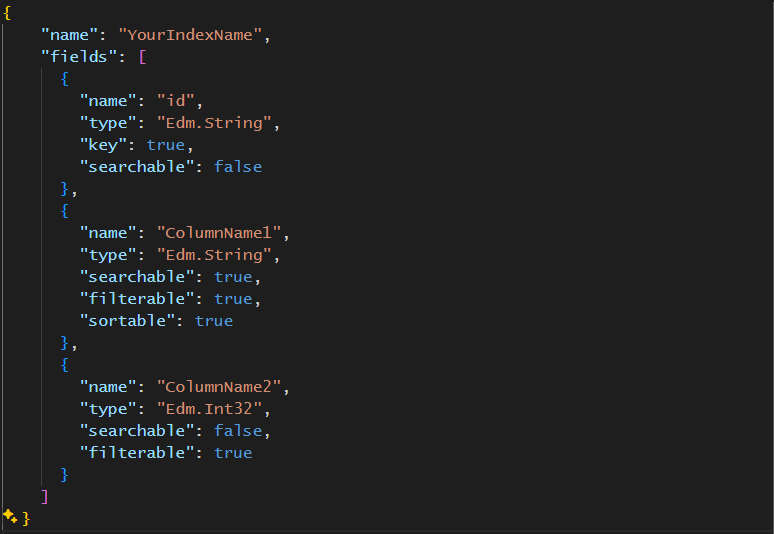 {
    "name": "YourIndexName",
    "fields": [
      {
        "name": "id",
        "type": "Edm.String",
        "key": true,
        "searchable": false
      },
      {
        "name": "ColumnName1",
        "type": "Edm.String",
        "searchable": true,
        "filterable": true,
        "sortable": true
      },
      {
        "name": "ColumnName2",
        "type": "Edm.Int32",
        "searchable": false,
        "filterable": true
      }
    ]
}